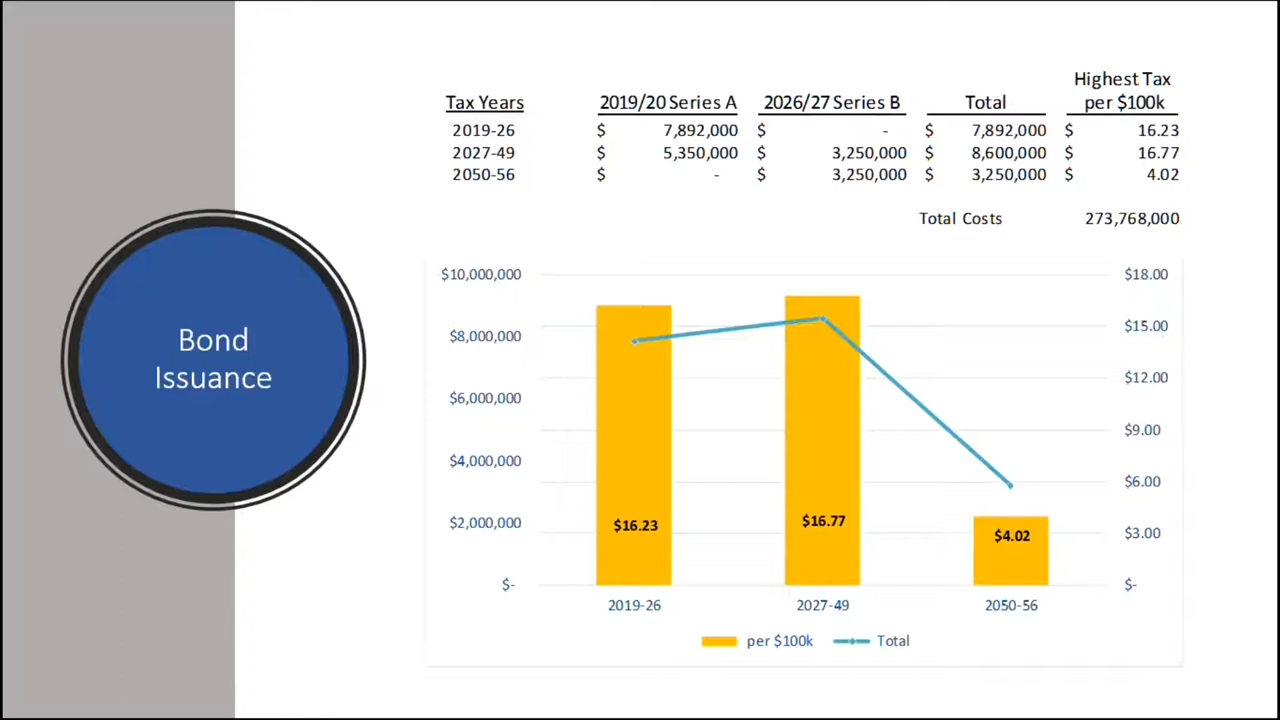 Highest Tax
Tax Years 2019/20 Series A 2026/27 Series B Total per $100k
2019-26 $ 7,892,000 $ - $ 7,892,000 $ 16.23
2027-49 $ 5,350,000 $ 3,250,000 $ 8,600,000 $ 16.77
2050-56 $ - $ 3,250,000 $ 3,250,000 $ 4.02
Total Costs 273,768,000
Bond
Issuance
$10,000,000 $18.00
$8,000,000 $15.00
$6,000,000 $12.00
$9.00
$4,000,000 $6.00
$2,000,000 $3.00
$- $-
$16.23 $16.77 $4.02
2019-26 2027-49 2050-56
per $100k Total